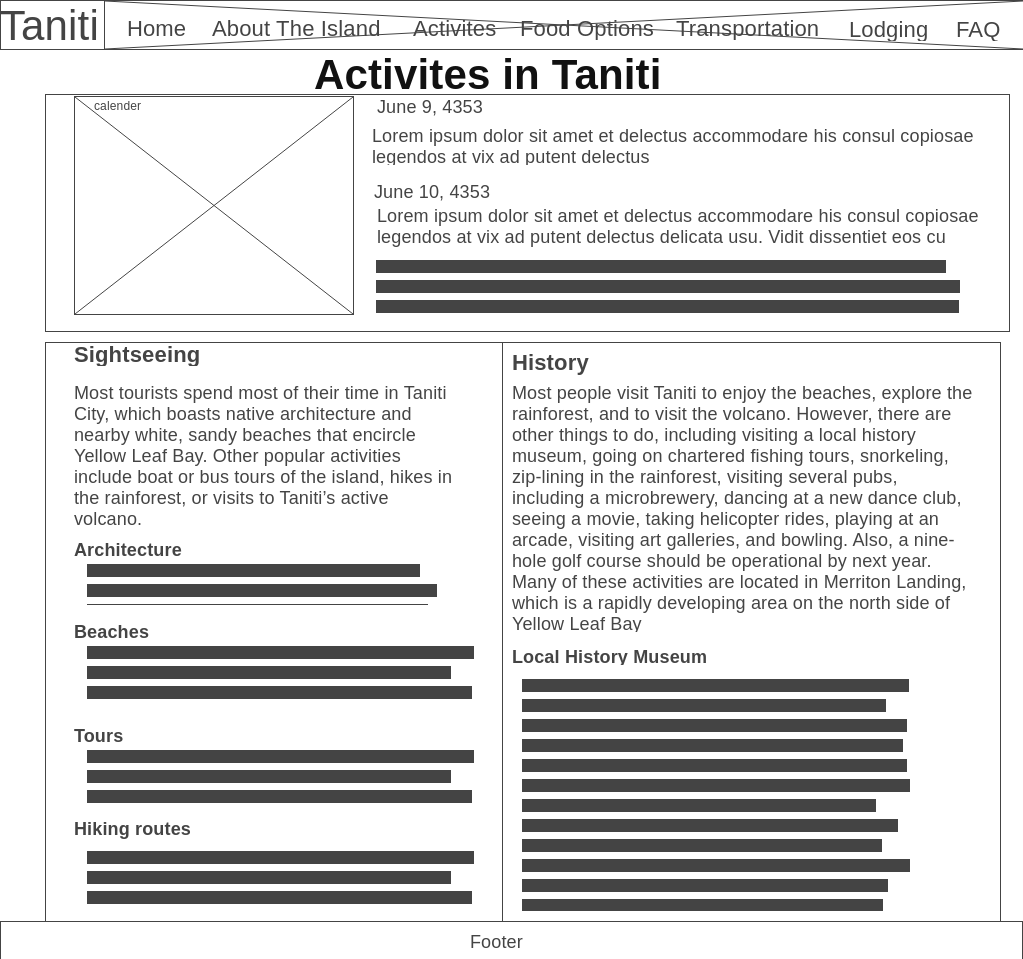 Taniti
Home About The Island Activites Food Options Transportation Lodging FAQ
Activites in Taniti
calender
June 9, 4353
Lorem ipsum dolor sit amet et delectus accommodare his consul copiosae
legendos at vix ad putent delectus
June 10, 4353
Lorem ipsum dolor sit amet et delectus accommodare his consul copiosae
legendos at vix ad putent delectus delicata usu. Vidit dissentiet eos cu
Sightseeing
Most tourists spend most of their time in Taniti
City, which boasts native architecture and
nearby white, sandy beaches that encircle
Yellow Leaf Bay. Other popular activities
include boat or bus tours of the island, hikes in
the rainforest, or visits to Taniti’s active
volcano.
Architecture
Beaches
Tours
Hiking routes
History
Most people visit Taniti to enjoy the beaches, explore the
rainforest, and to visit the volcano. However, there are
other things to do, including visiting a local history
museum, going on chartered fishing tours, snorkeling,
zip-lining in the rainforest, visiting several pubs,
including a microbrewery, dancing at a new dance club,
seeing a movie, taking helicopter rides, playing at an
arcade, visiting art galleries, and bowling. Also, a nine-
hole golf course should be operational by next year.
Many of these activities are located in Merriton Landing,
which is a rapidly developing area on the north side of
Yellow Leaf Bay
Local History Museum
Footer